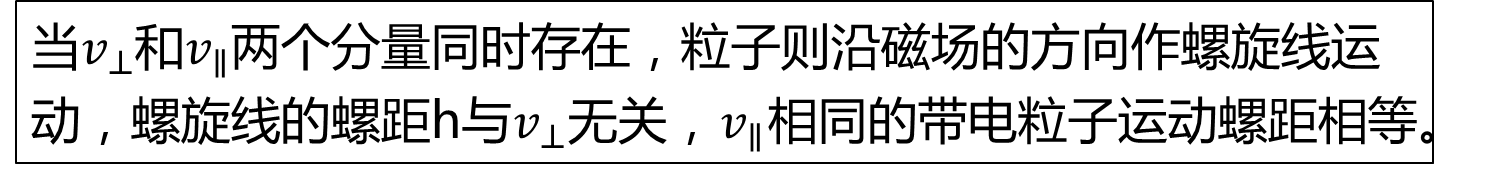 当v⊥和v∥两个分量同时存在，粒子则沿磁场的方向作螺旋线运
动，螺旋线的螺距h与v⊥无关，v∥相同的带电粒子运动螺距相等。